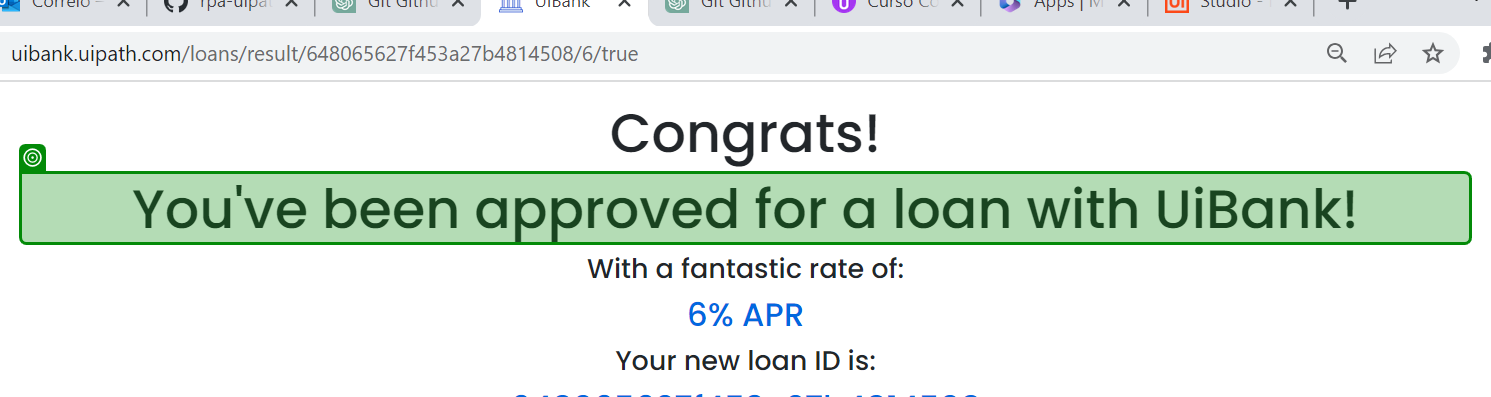 Correio - rpa-uipat Git Githu UiBank Git Githu Curso Co Apps | M Studio -
uibank.uipath.com/loans/result/648065627f453a27b4814508/6/true
Congrats!
You've been approved for a loan with UiBank!
With a fantastic rate of:
6% APR
Your new loan ID is: